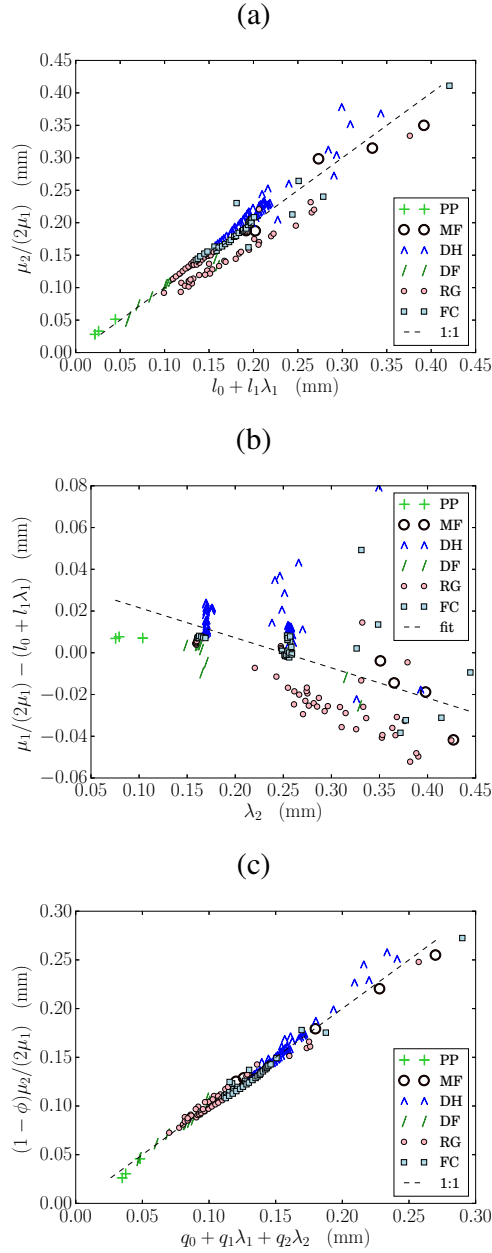 (a)
0.45
0.40
0.35
0.30
0.25
0.20
0.15
0.10
0.05
0.00
μ₂/(2μ₁) (mm)
PP
MF
DH
DF
RG
FC
1:1
0.00 0.05 0.10 0.15 0.20 0.25 0.30 0.35 0.40 0.45
l₀ + l₁λ₁ (mm)
(b)
0.08
0.06
0.04
0.02
0.00
−0.02
−0.04
−0.06
μ₁/(2μ₁) − (l₀ + l₁λ₁) (mm)
PP
MF
DH
DF
RG
FC
fit
0.05 0.10 0.15 0.20 0.25 0.30 0.35 0.40 0.45
λ₂ (mm)
(c)
0.30
0.25
0.20
0.15
0.10
0.05
0.00
(1 − ϕ)μ₂/(2μ₁) (mm)
PP
MF
DH
DF
RG
FC
1:1
0.00 0.05 0.10 0.15 0.20 0.25 0.30
q₀ + q₁λ₁ + q₂λ₂ (mm)